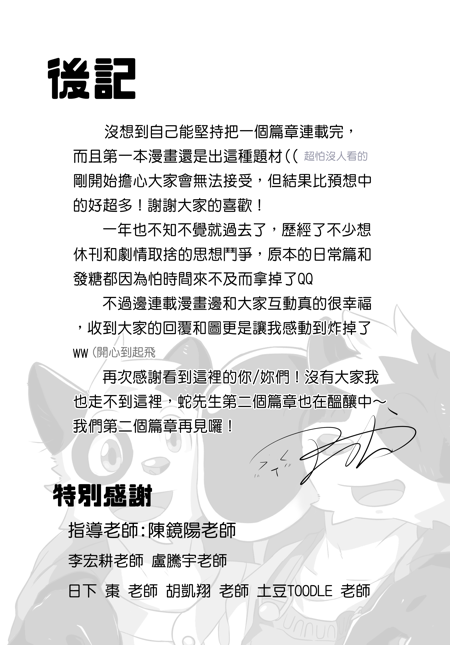 後記
沒想到自己能堅持把一個篇章連載完，
而且第一本漫畫還是出這種題材(( 超怕沒人看的
剛開始擔心大家會無法接受，但結果比預想中
的好超多！謝謝大家的喜歡！
一年也不知不覺就過去了，歷經了不少想
休刊和劇情取捨的思想鬥爭，原本的日常篇和
發糖都因為怕時間來不及而拿掉了QQ
不過邊連載漫畫邊和大家互動真的很幸福
，收到大家的回覆和圖更是讓我感動到炸掉了
ww(開心到起飛
再次感謝看到這裡的你/妳們！沒有大家我
也走不到這裡，蛇先生第二個篇章也在醞釀中～
我們第二個篇章再見囉！
特別感謝
指導老師:陳鏡陽老師
李宏耕老師 盧騰宇老師
日下 棗 老師 胡凱翔 老師 土豆TOODLE 老師